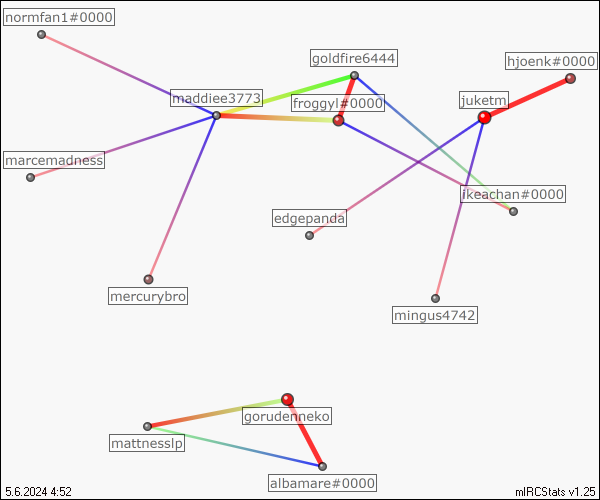 normfan1#0000
goldfire6444
hjoenk#0000
maddiee3773
froggyl#0000
juketm
marcemadness
ikeachan#0000
edgepanda
mercurybro
mingus4742
gorudenneko
mattnesslp
albamare#0000
5.6.2024 4:52
mIRCStats v1.25